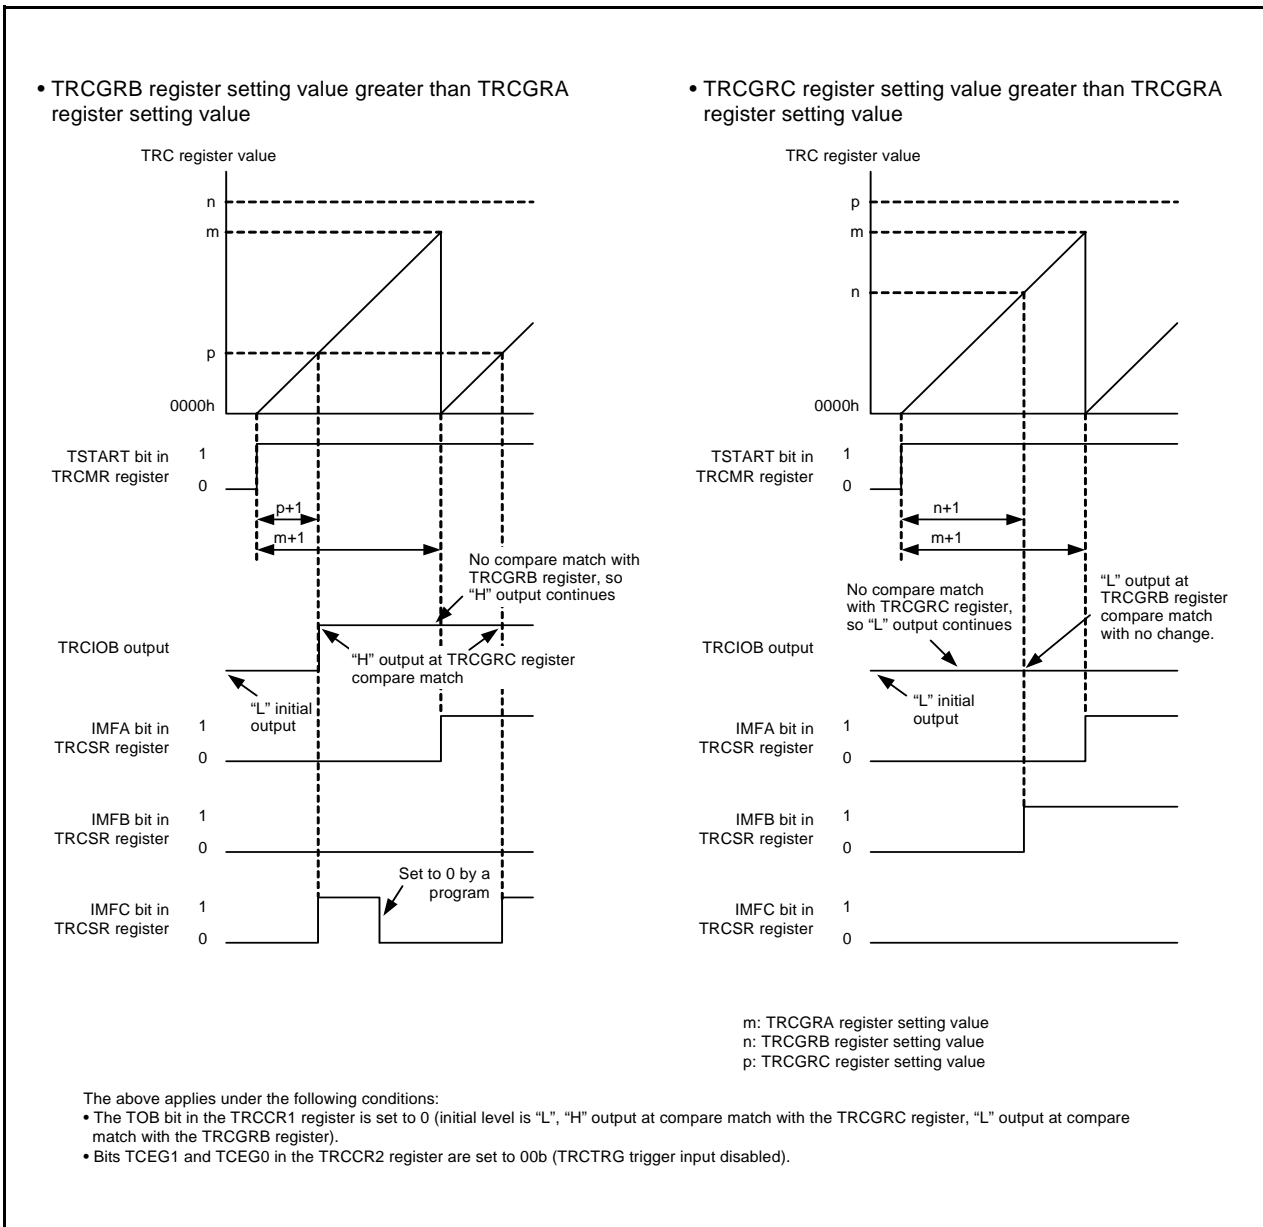 • TRCGRB register setting value greater than TRCGRA
register setting value
TRC register value
n
m
p
0000h
TSTART bit in
TRCMR register
1
0
p+1
m+1
No compare match with
TRCGRB register, so
“H” output continues
TRCIOB output
“H” output at TRCGRC register
compare match
“L” initial
output
IMFA bit in
TRCSR register
1
0
IMFB bit in
TRCSR register
1
0
Set to 0 by a
program
IMFC bit in
TRCSR register
1
0
• TRCGRC register setting value greater than TRCGRA
register setting value
TRC register value
p
m
n
0000h
TSTART bit in
TRCMR register
1
0
n+1
m+1
No compare match
with TRCGRC register,
so “L” output continues
“L” output at
TRCGRB register
compare match
with no change.
TRCIOB output
“L” initial
output
IMFA bit in
TRCSR register
1
0
IMFB bit in
TRCSR register
1
0
IMFC bit in
TRCSR register
1
0
m: TRCGRA register setting value
n: TRCGRB register setting value
p: TRCGRC register setting value
The above applies under the following conditions:
• The TOB bit in the TRCCR1 register is set to 0 (initial level is “L”, “H” output at compare match with the TRCGRC register, “L” output at compare
match with the TRCGRB register).
• Bits TCEG1 and TCEG0 in the TRCCR2 register are set to 00b (TRCTRG trigger input disabled).